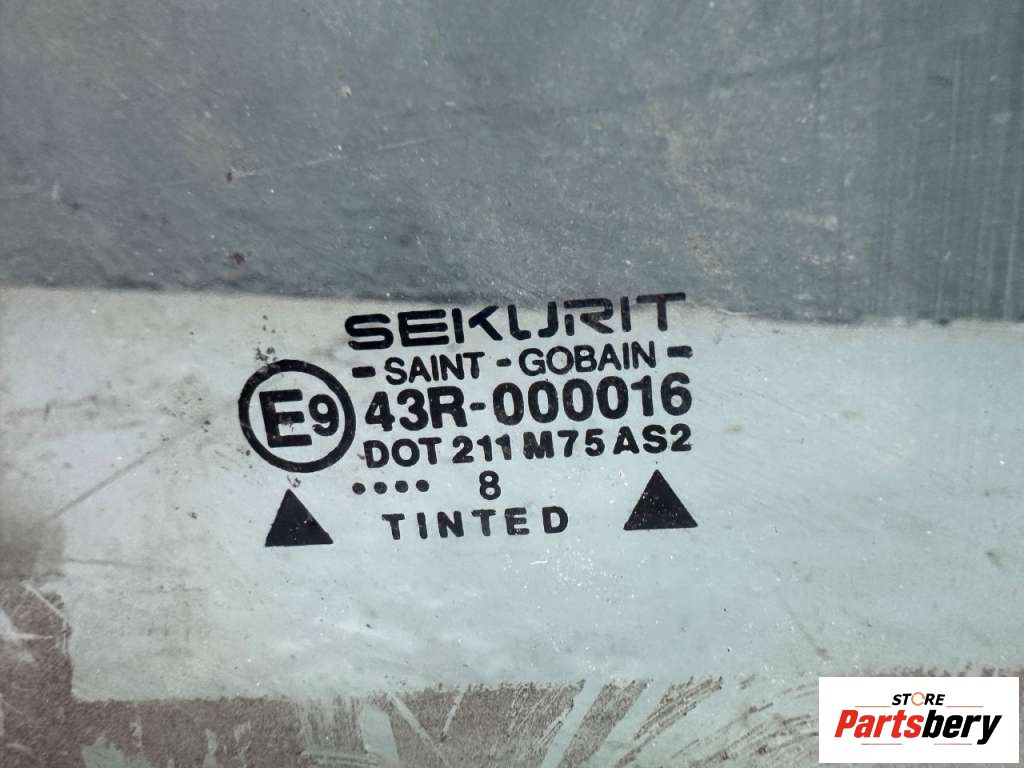 SEKURIT
- SAINT - GOBAIN -
E9 43R-000016
DOT 211 M75 AS2
•••• 8
TINTED
STORE
Partsbery